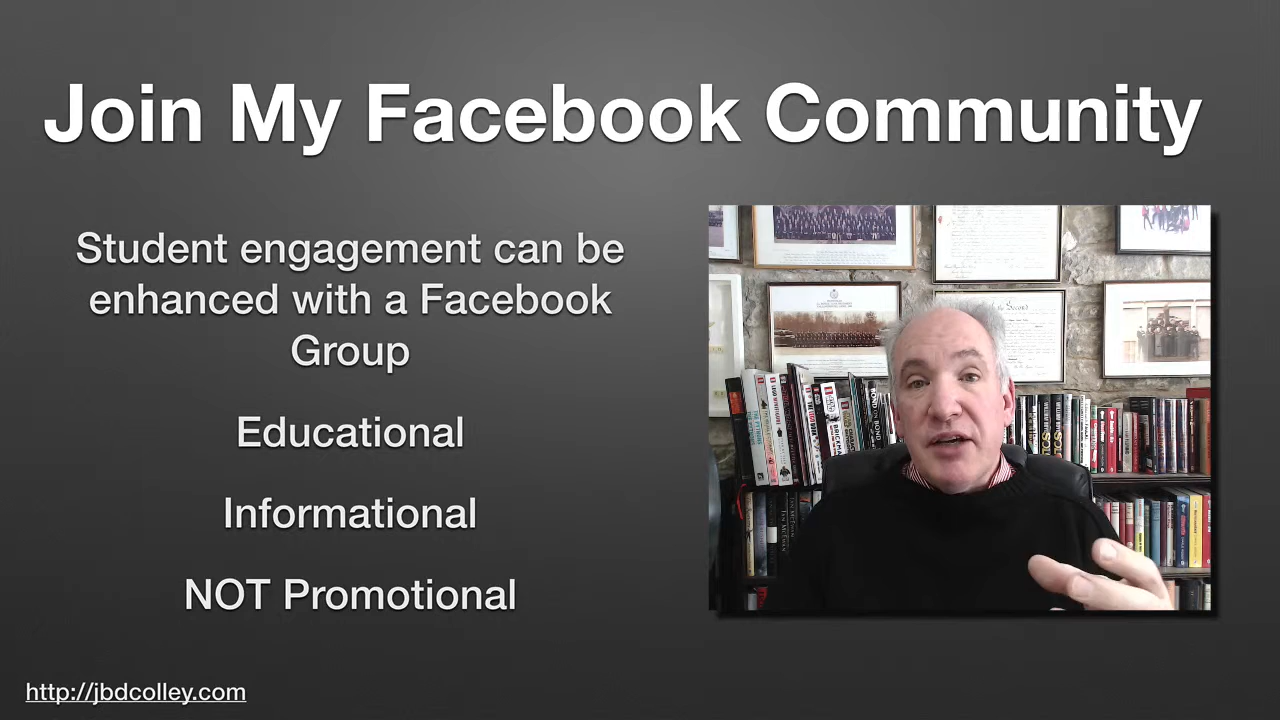 Join My Facebook Community
Student engagement can be
enhanced with a Facebook
Group
Educational
Informational
NOT Promotional
http://jbdcolley.com